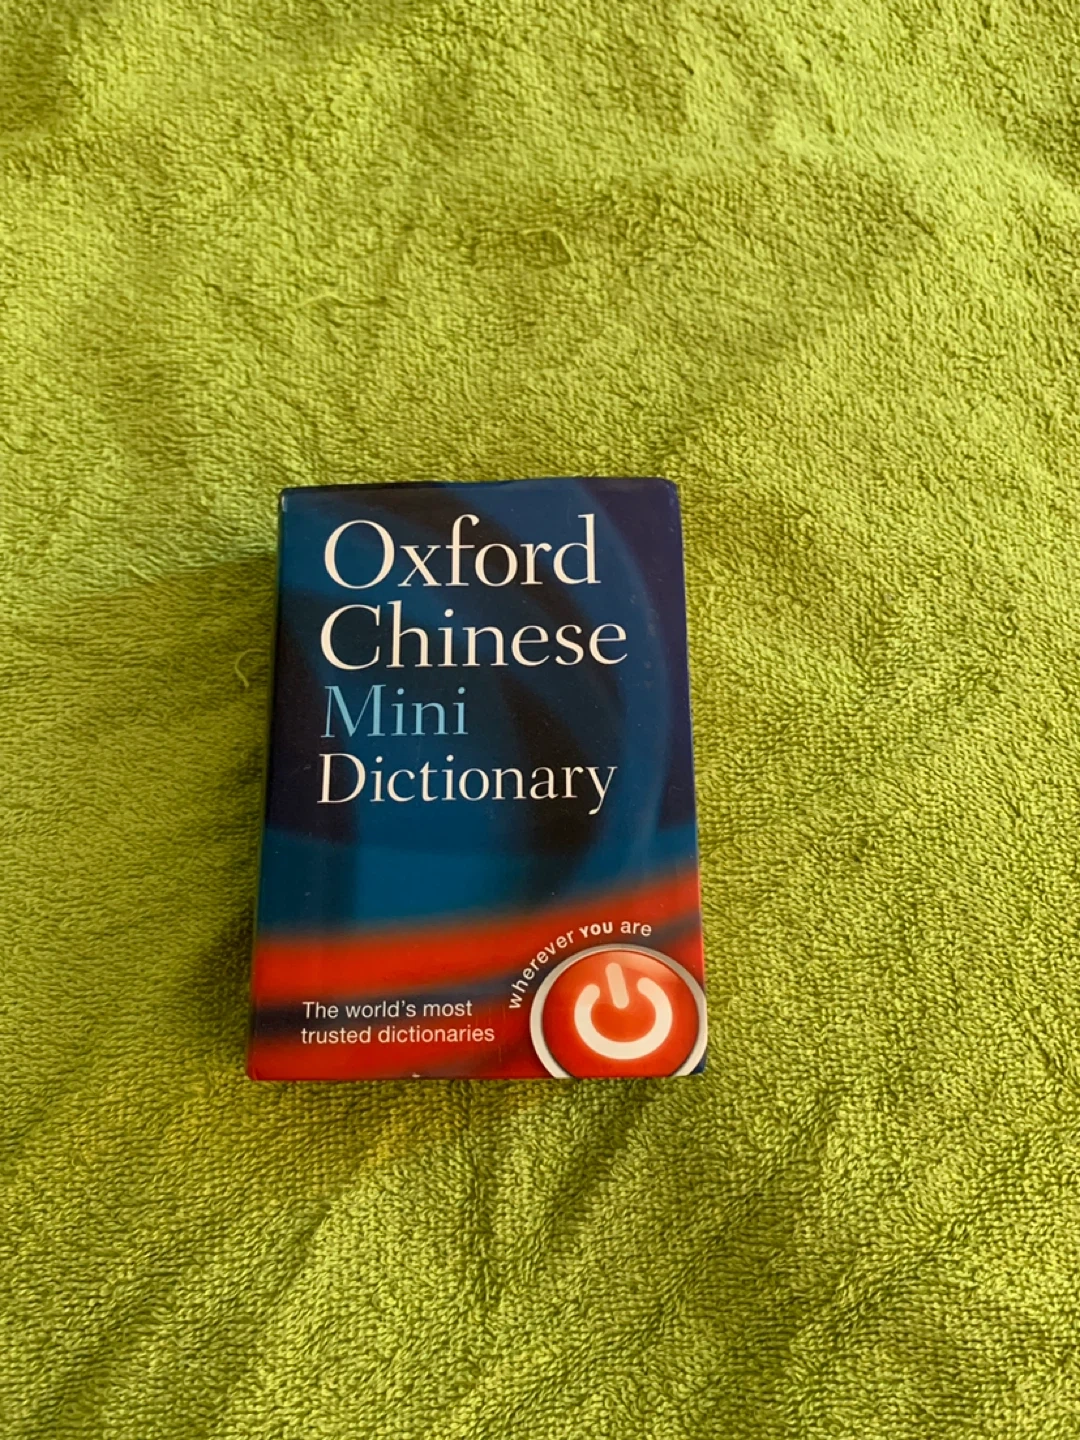 Oxford
Chinese
Mini
Dictionary
wherever YOU are
The world's most
trusted dictionaries